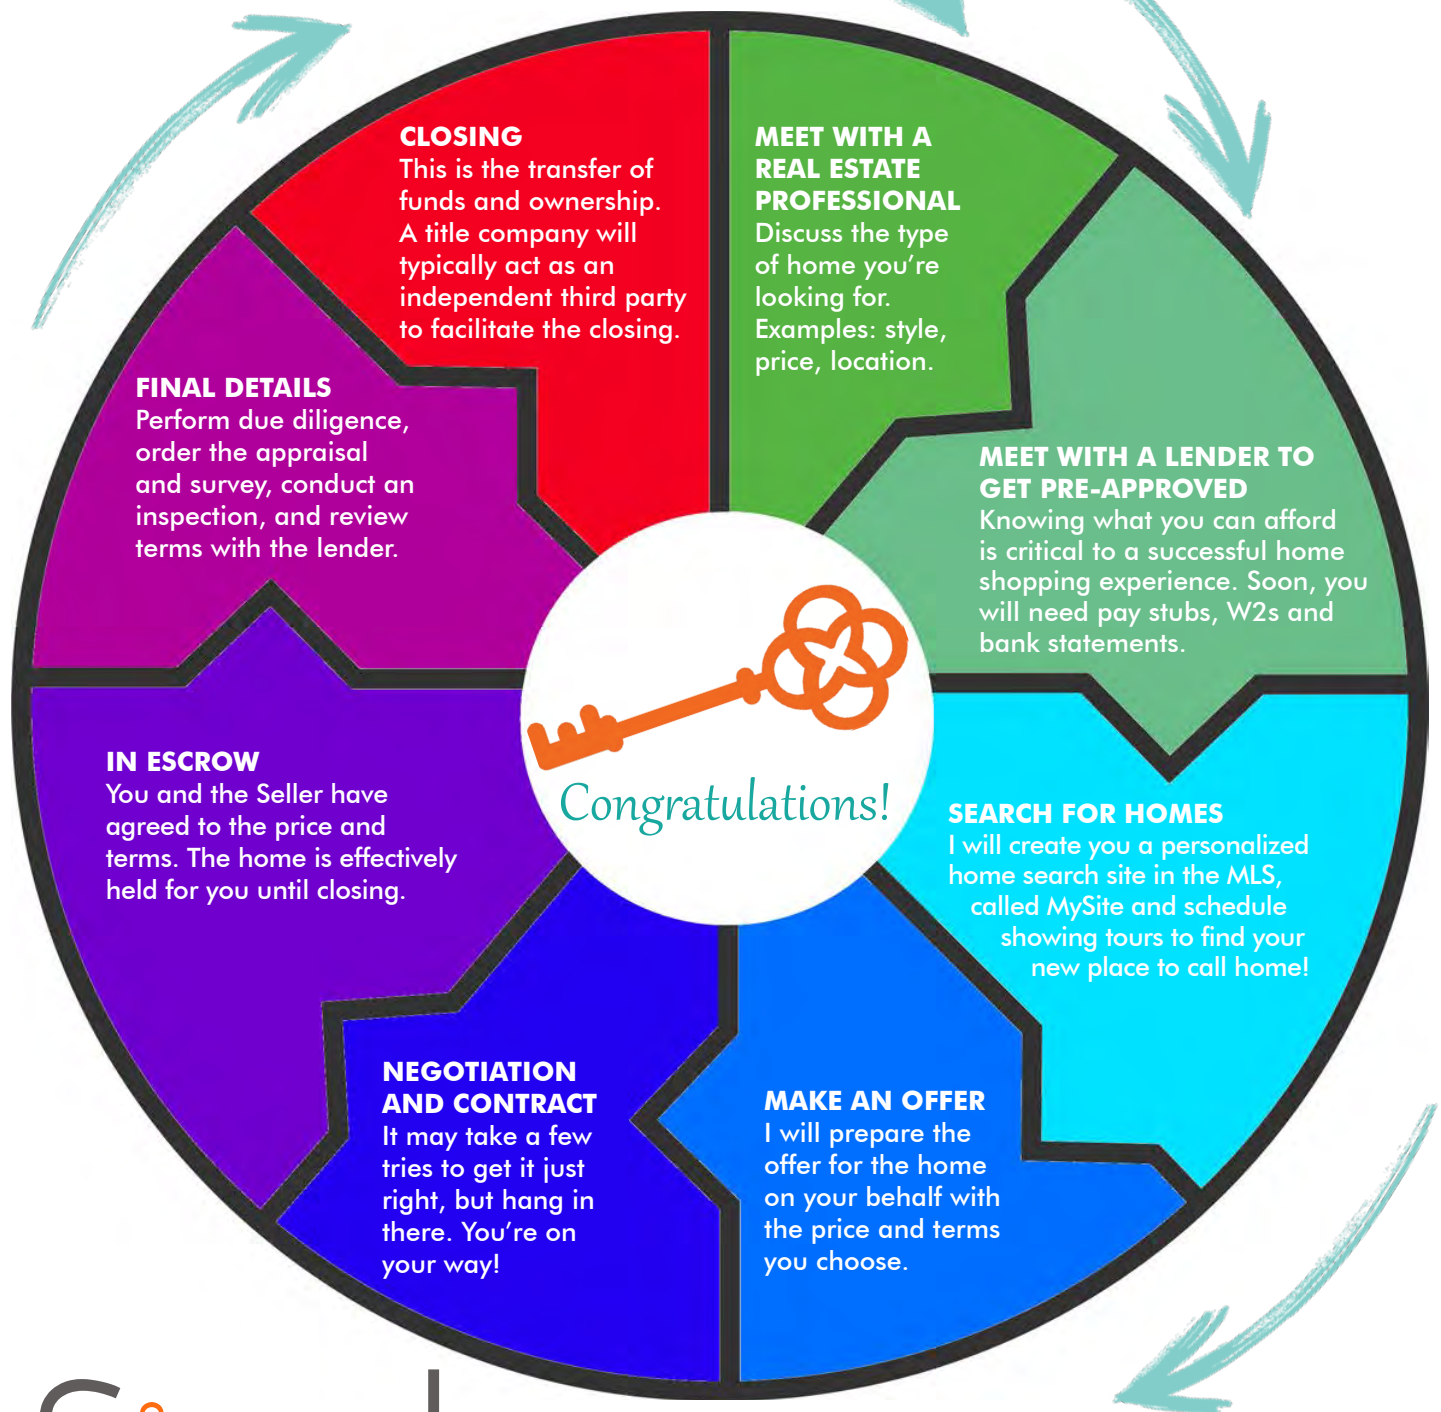 MEET WITH A
REAL ESTATE
PROFESSIONAL
Discuss the type
of home you’re
looking for.
Examples: style,
price, location.
MEET WITH A LENDER TO
GET PRE-APPROVED
Knowing what you can afford
is critical to a successful home
shopping experience. Soon, you
will need pay stubs, W2s and
bank statements.
SEARCH FOR HOMES
I will create you a personalized
home search site in the MLS,
called MySite and schedule
showing tours to find your
new place to call home!
MAKE AN OFFER
I will prepare the
offer for the home
on your behalf with
the price and terms
you choose.
NEGOTIATION
AND CONTRACT
It may take a few
tries to get it just
right, but hang in
there. You’re on
your way!
IN ESCROW
You and the Seller have
agreed to the price and
terms. The home is effectively
held for you until closing.
FINAL DETAILS
Perform due diligence,
order the appraisal
and survey, conduct an
inspection, and review
terms with the lender.
CLOSING
This is the transfer of
funds and ownership.
A title company will
typically act as an
independent third party
to facilitate the closing.
Congratulations!